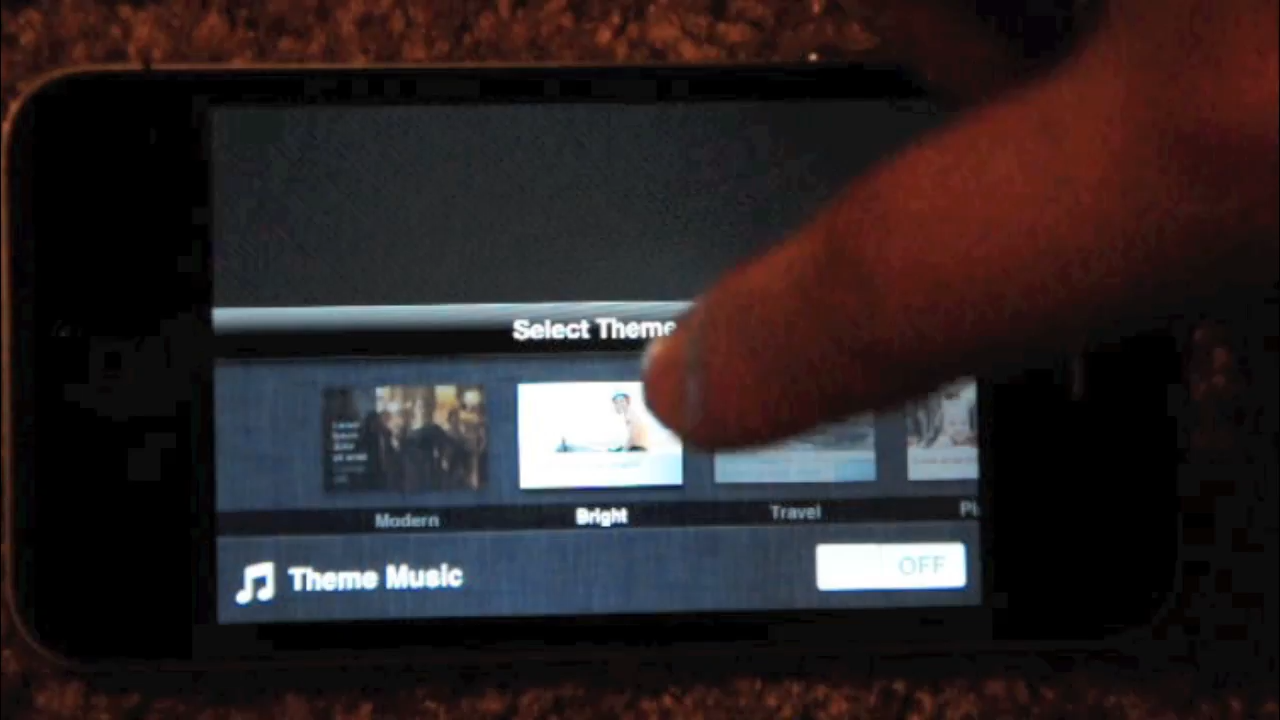 Select Theme
Modern
Bright
Travel
Theme Music
OFF